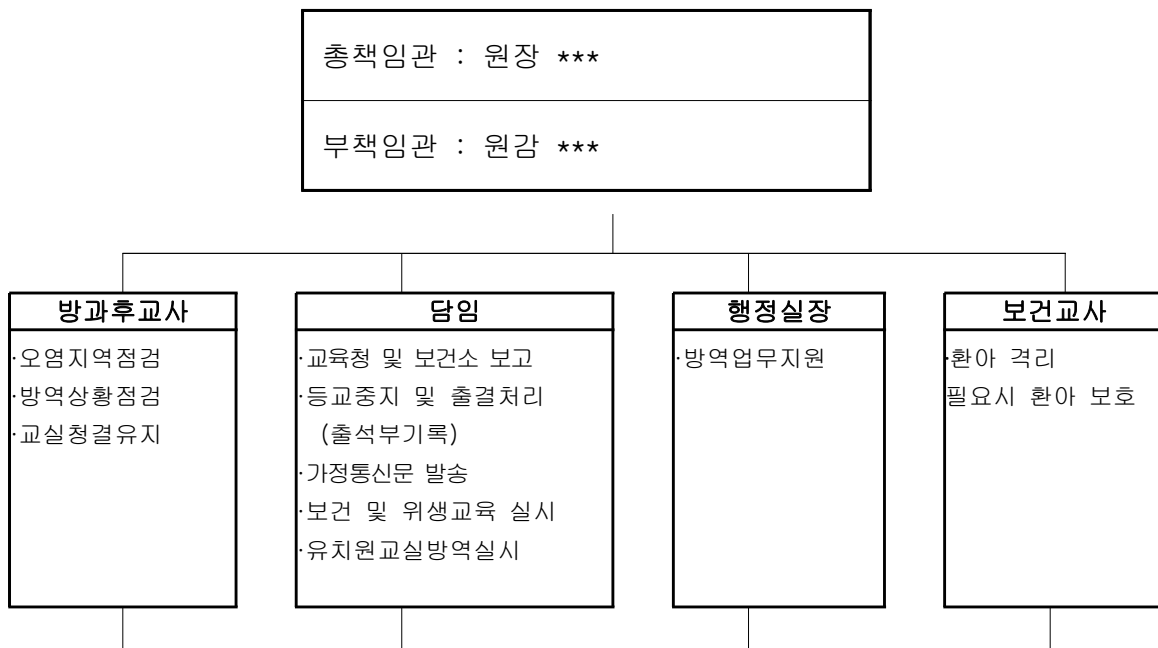 총책임관 : 원장 ***
부책임관 : 원감 ***
방과후교사
·오염지역점검
·방역상황점검
·교실청결유지
담임
·교육청 및 보건소 보고
·등교중지 및 출결처리
(출석부기록)
·가정통신문 발송
·보건 및 위생교육 실시
·유치원교실방역실시
행정실장
·방역업무지원
보건교사
·환아 격리
필요시 환아 보호